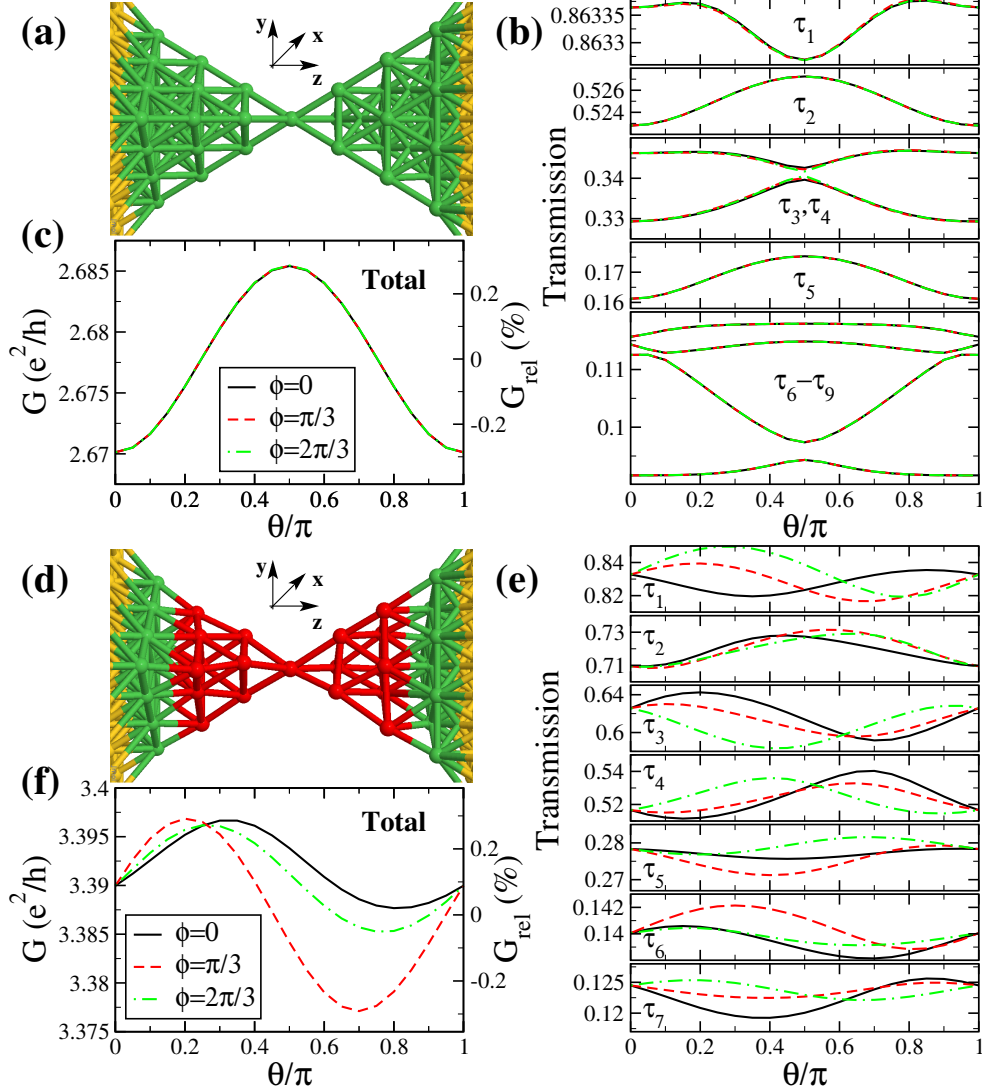 (a)
y
x
z
(b)
0.86335
0.8633
τ1
0.526
0.524
τ2
0.34
0.33
τ3,τ4
0.17
0.16
τ5
0.11
0.1
τ6−τ9
Transmission
0 0.2 0.4 0.6 0.8 1
θ/π
(c)
Total
2.685
2.68
2.675
2.67
G (e²/h)
0.2
0
-0.2
Grel (%)
ϕ=0
ϕ=π/3
ϕ=2π/3
0 0.2 0.4 0.6 0.8 1
θ/π
(d)
y
x
z
(e)
0.84
0.82
τ1
0.73
0.71
τ2
0.64
0.6
τ3
0.54
0.52
τ4
0.28
0.27
τ5
0.142
0.14
τ6
0.125
0.12
τ7
Transmission
0 0.2 0.4 0.6 0.8 1
θ/π
(f)
Total
3.4
3.395
3.39
3.385
3.38
3.375
G (e²/h)
0.2
0
-0.2
Grel (%)
ϕ=0
ϕ=π/3
ϕ=2π/3
0 0.2 0.4 0.6 0.8 1
θ/π